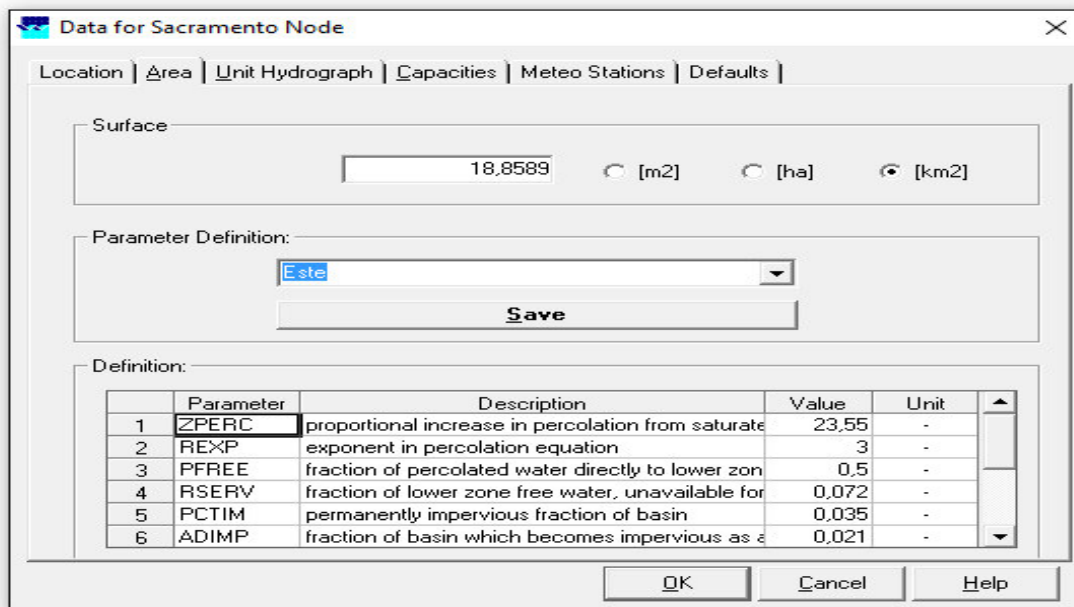 Data for Sacramento Node
Location Area Unit Hydrograph Capacities Meteo Stations Defaults
Surface
18,8589 [m2] [ha] [km2]
Parameter Definition:
Este
Save
Definition:
Parameter Description Value Unit
1 ZPERC proportional increase in percolation from saturate 23,55 -
2 REXP exponent in percolation equation 3 -
3 PFREE fraction of percolated water directly to lower zon 0,5 -
4 RSERV fraction of lower zone free water, unavailable for 0,072 -
5 PCTIM permanently impervious fraction of basin 0,035 -
6 ADIMP fraction of basin which becomes impervious as a 0,021 -
OK Cancel Help